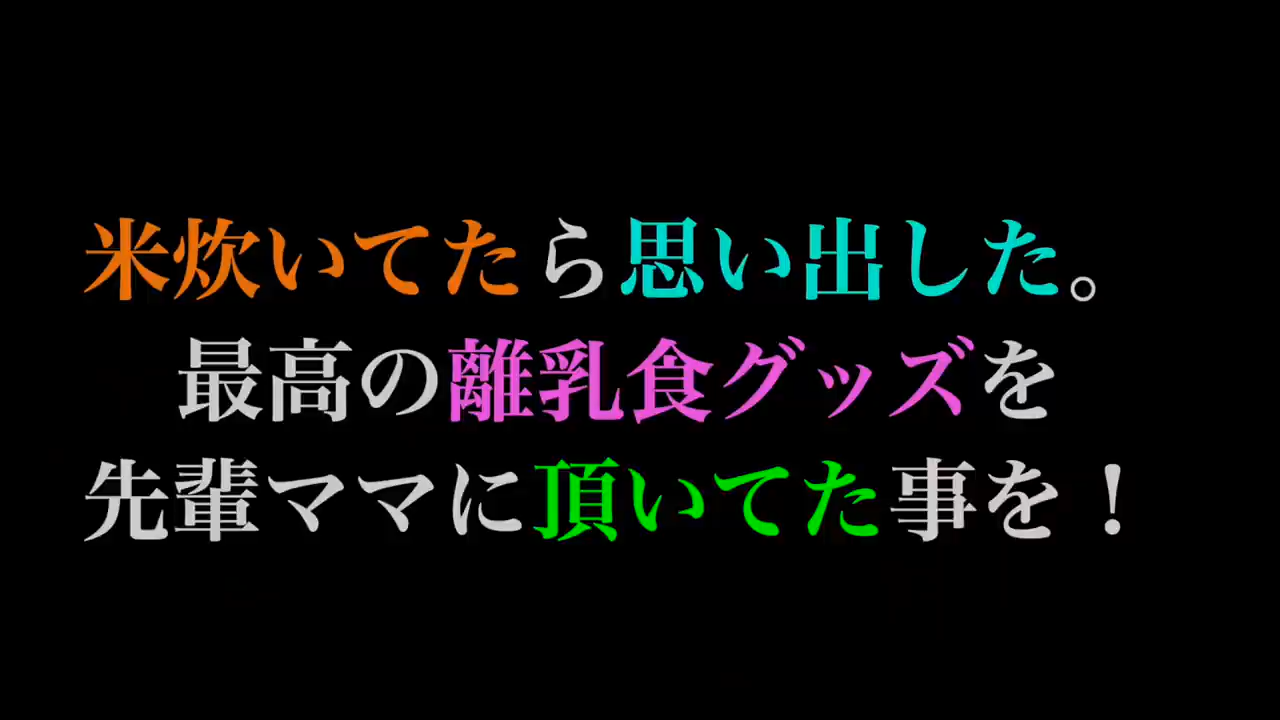 米炊いてたら思い出した。
最高の離乳食グッズを
先輩ママに頂いてた事を！